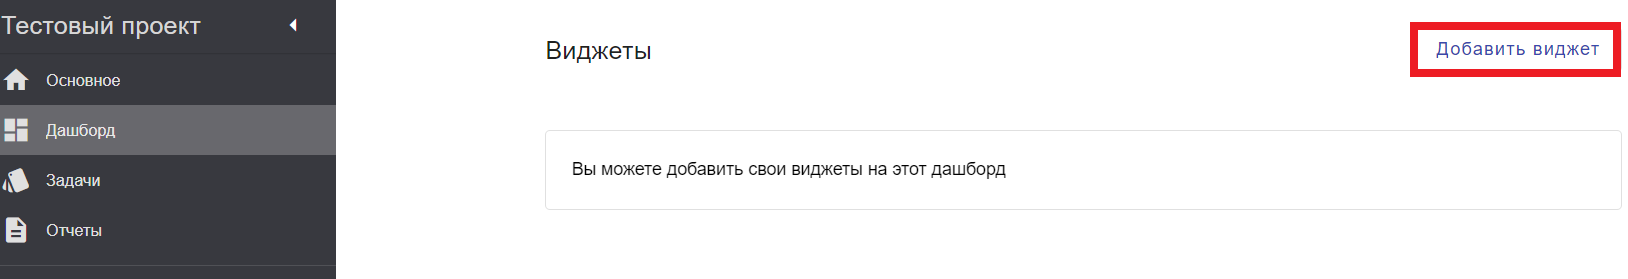 Тестовый проект
Основное
Дашборд
Задачи
Отчеты
Виджеты
Добавить виджет
Вы можете добавить свои виджеты на этот дашборд